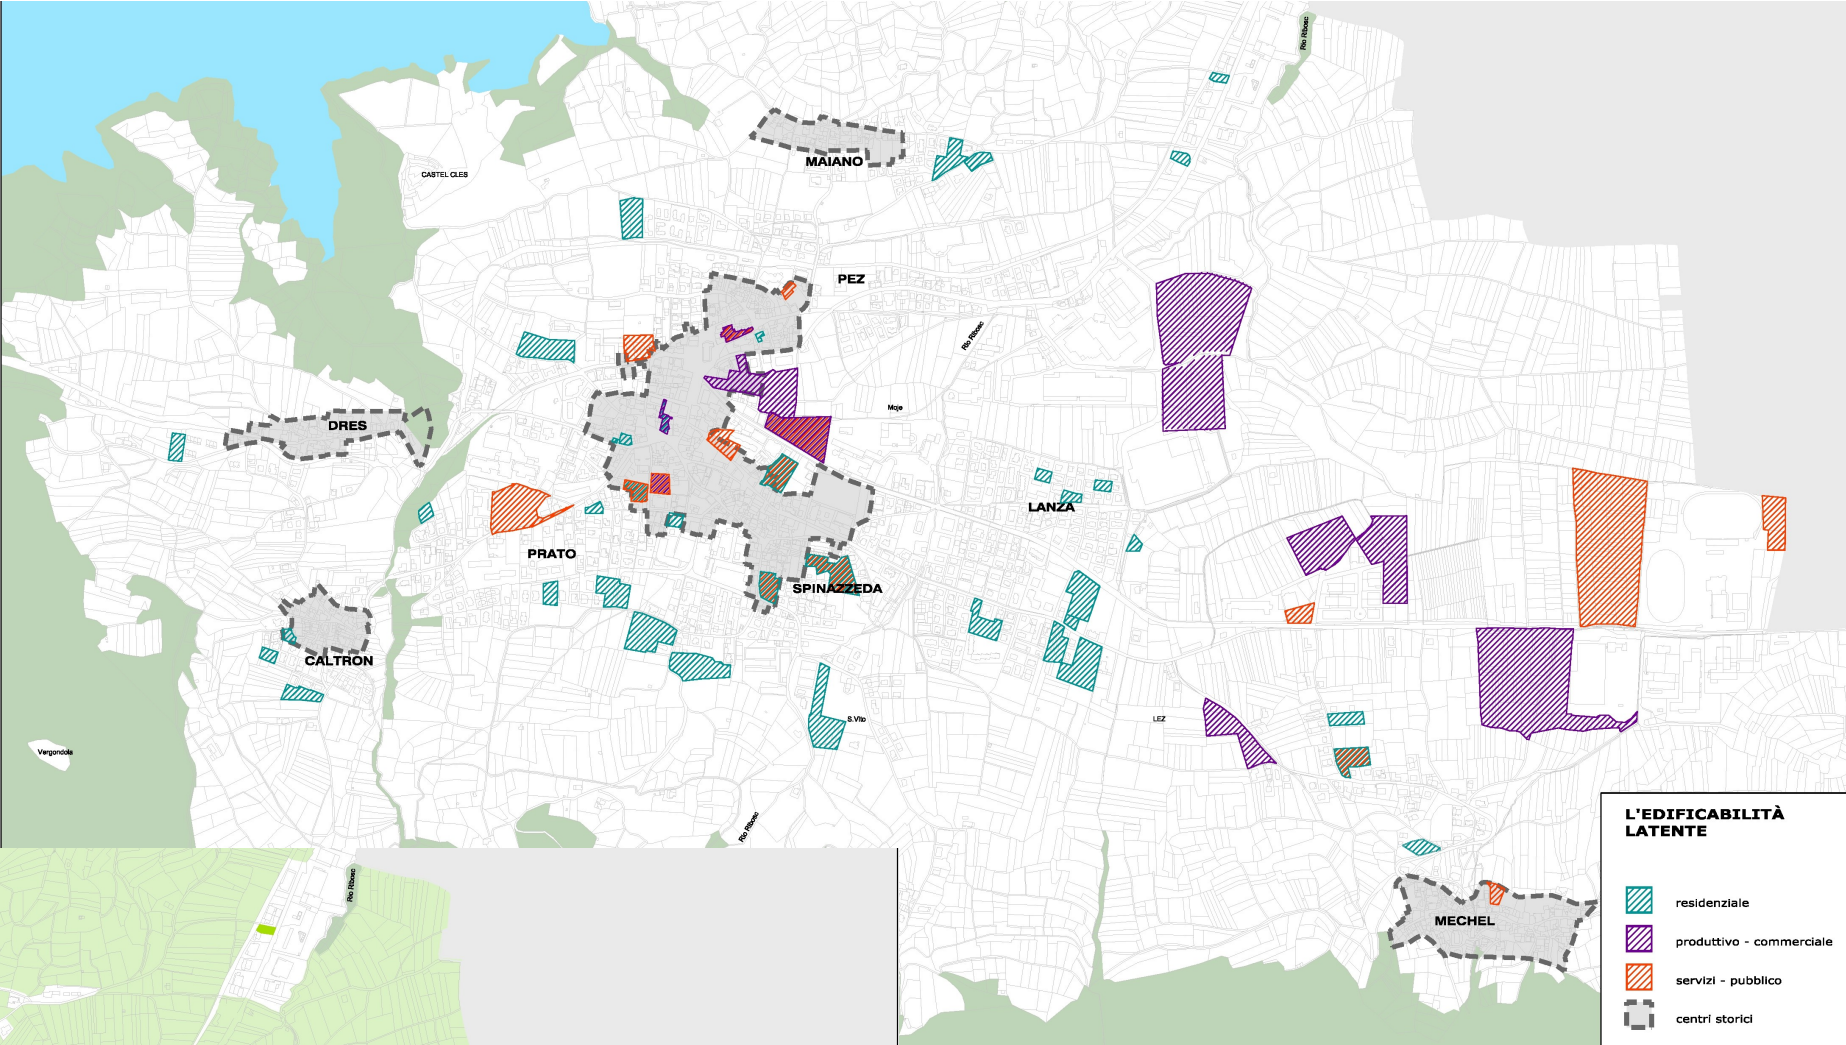 Rio Ribosc
MAIANO
CASTEL CLES
PEZ
Rio Ribosc
Moje
DRES
LANZA
PRATO
SPINAZZEDA
CALTRON
S.Vito
LEZ
Vergondola
Rio Ribosc
Rio Ribosc
MECHEL
L'EDIFICABILITÀ
LATENTE
residenziale
produttivo - commerciale
servizi - pubblico
centri storici